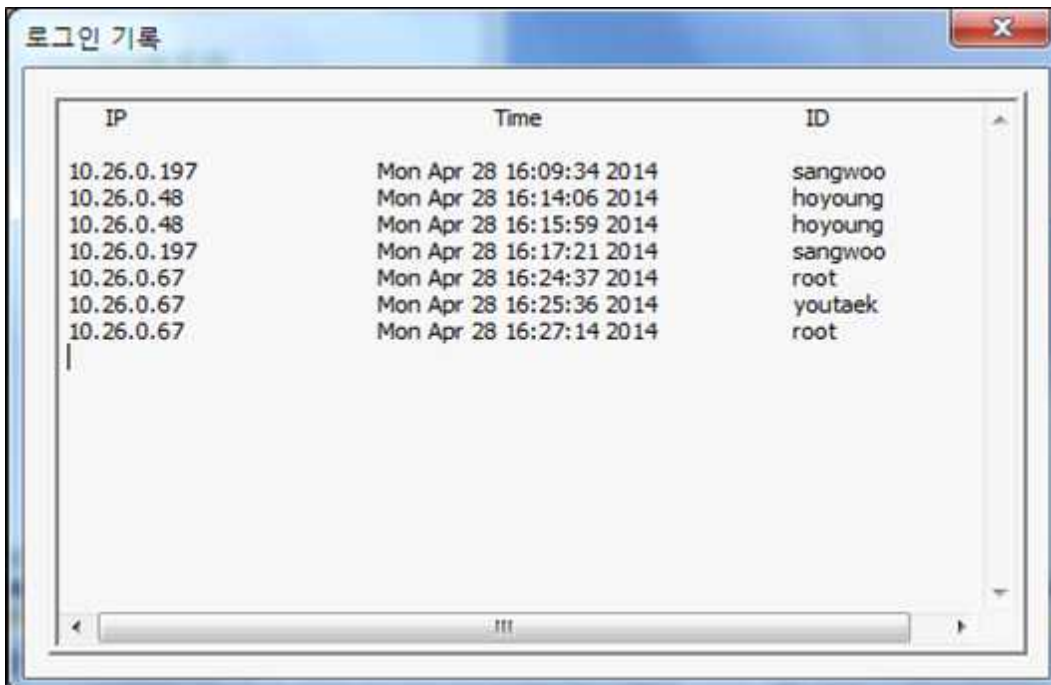 로그인 기록
IP Time ID
10.26.0.197 Mon Apr 28 16:09:34 2014 sangwoo
10.26.0.48 Mon Apr 28 16:14:06 2014 hoyoung
10.26.0.48 Mon Apr 28 16:15:59 2014 hoyoung
10.26.0.197 Mon Apr 28 16:17:21 2014 sangwoo
10.26.0.67 Mon Apr 28 16:24:37 2014 root
10.26.0.67 Mon Apr 28 16:25:36 2014 youtaek
10.26.0.67 Mon Apr 28 16:27:14 2014 root